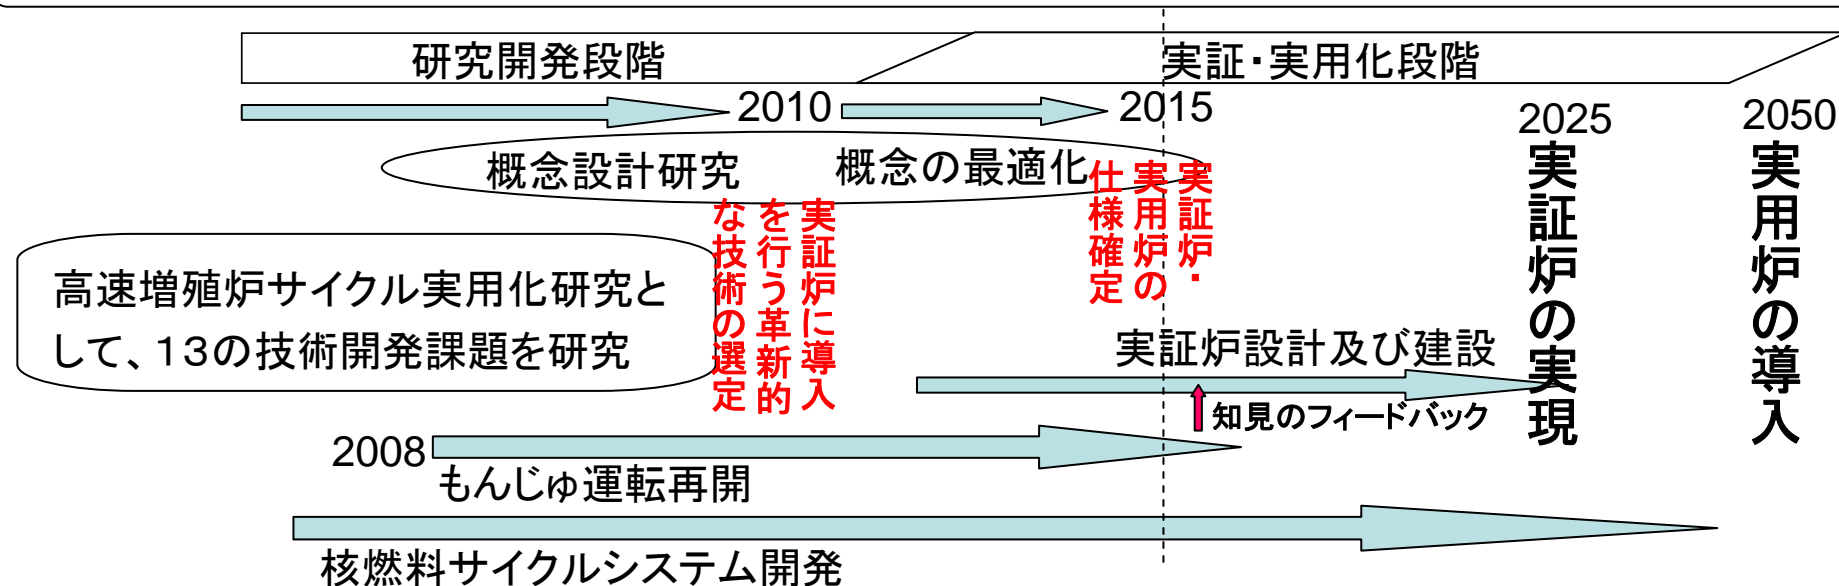 研究開発段階
実証・実用化段階
2010
2015
2025
2050
概念設計研究
概念の最適化
実証炉に導入
を行う革新的
な技術の選定
実証炉・
実用炉の
仕様確定
実証炉の実現
実用炉の導入
高速増殖炉サイクル実用化研究と
して、13の技術開発課題を研究
実証炉設計及び建設
知見のフィードバック
2008
もんじゅ運転再開
核燃料サイクルシステム開発